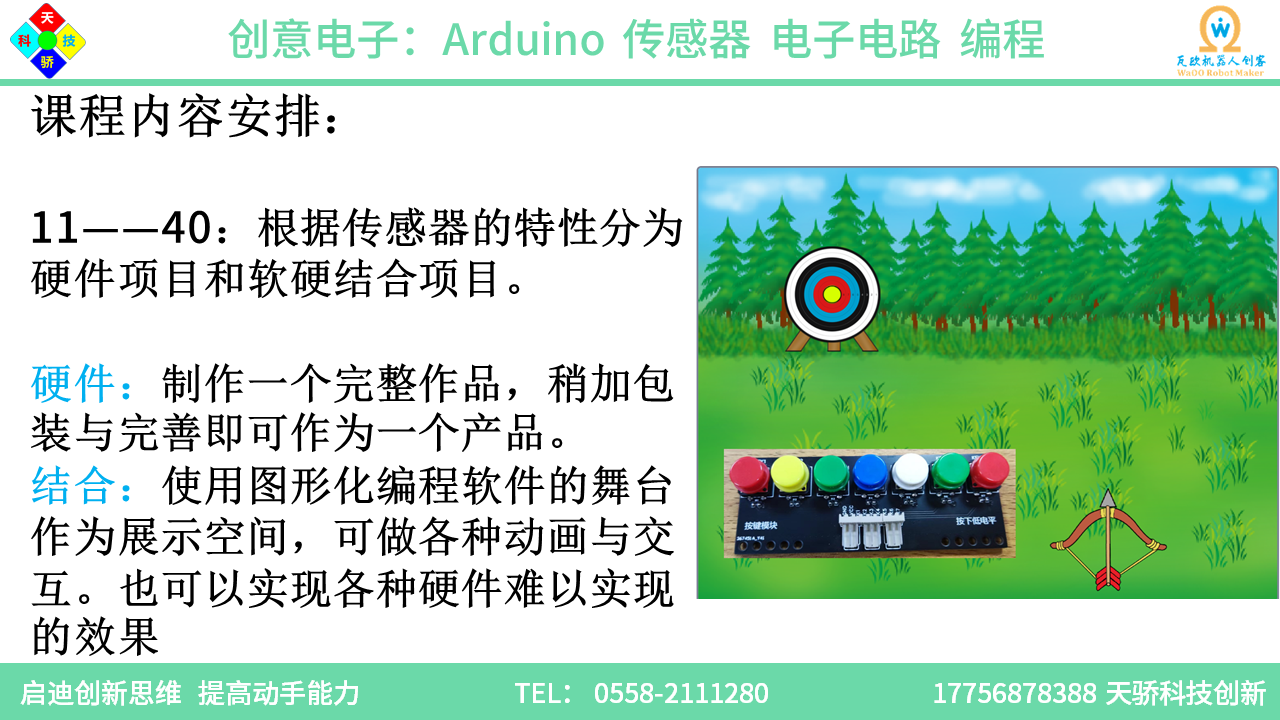 天
科 技
骄
创意电子：Arduino 传感器 电子电路 编程
瓦欧机器人创客
WaDO Robot Maker
课程内容安排：
11——40：根据传感器的特性分为
硬件项目和软硬结合项目。
硬件：制作一个完整作品，稍加包
装与完善即可作为一个产品。
结合：使用图形化编程软件的舞台
作为展示空间，可做各种动画与交
互。也可以实现各种硬件难以实现
的效果
按键模块
按下低电平
启迪创新思维 提高动手能力
TEL： 0558-2111280
17756878388 天骄科技创新